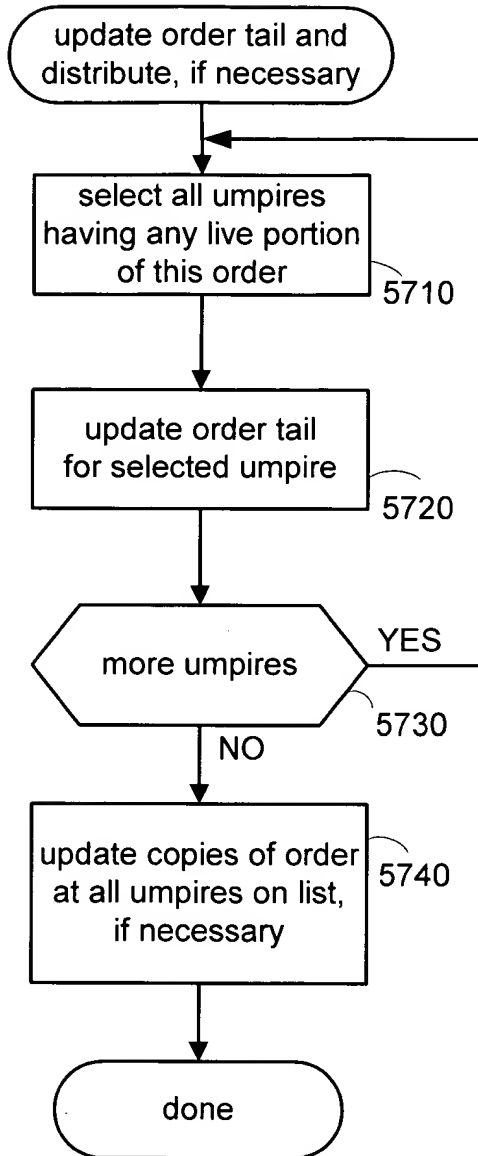 update order tail and
distribute, if necessary
select all umpires
having any live portion
of this order
5710
update order tail
for selected umpire
5720
more umpires
YES
5730
NO
update copies of order
at all umpires on list,
if necessary
5740
done